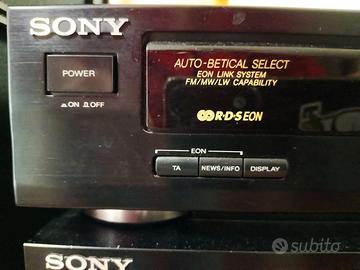 SONY
POWER
ON OFF
AUTO-BETICAL SELECT
EON LINK SYSTEM
FM/MW/LW CAPABILITY
R·D·S EON
EON
TA
NEWS/INFO
DISPLAY
subito
SONY